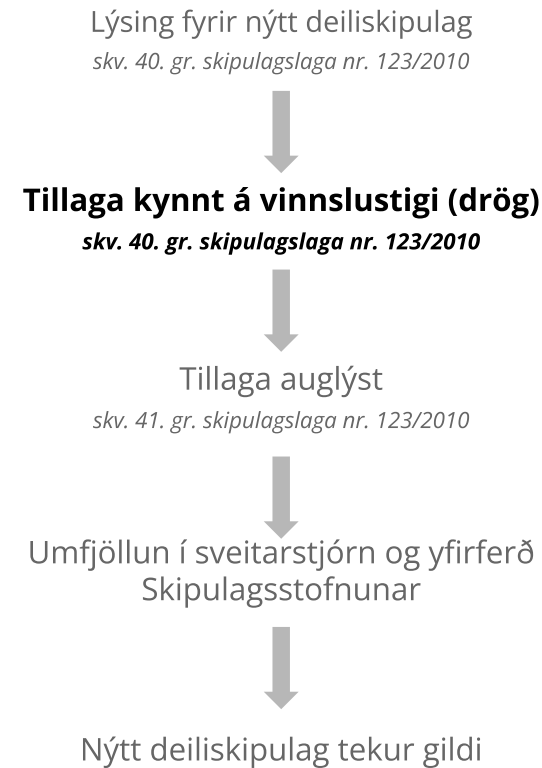 Lýsing fyrir nýtt deiliskipulag
skv. 40. gr. skipulagslaga nr. 123/2010
Tillaga kynnt á vinnslustigi (drög)
skv. 40. gr. skipulagslaga nr. 123/2010
Tillaga auglýst
skv. 41. gr. skipulagslaga nr. 123/2010
Umfjöllun í sveitarstjórn og yfirferð
Skipulagsstofnunar
Nýtt deiliskipulag tekur gildi